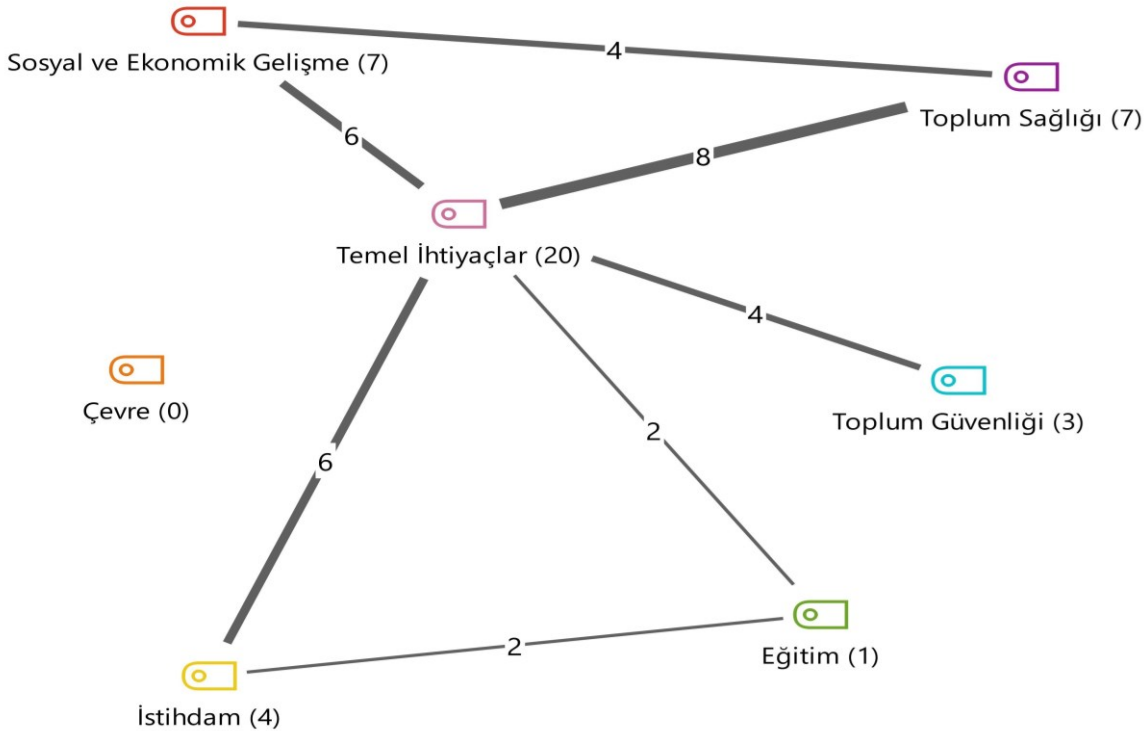 Sosyal ve Ekonomik Gelişme (7)
4
Toplum Sağlığı (7)
6
8
Temel İhtiyaçlar (20)
4
Çevre (0)
Toplum Güvenliği (3)
2
6
2
Eğitim (1)
İstihdam (4)